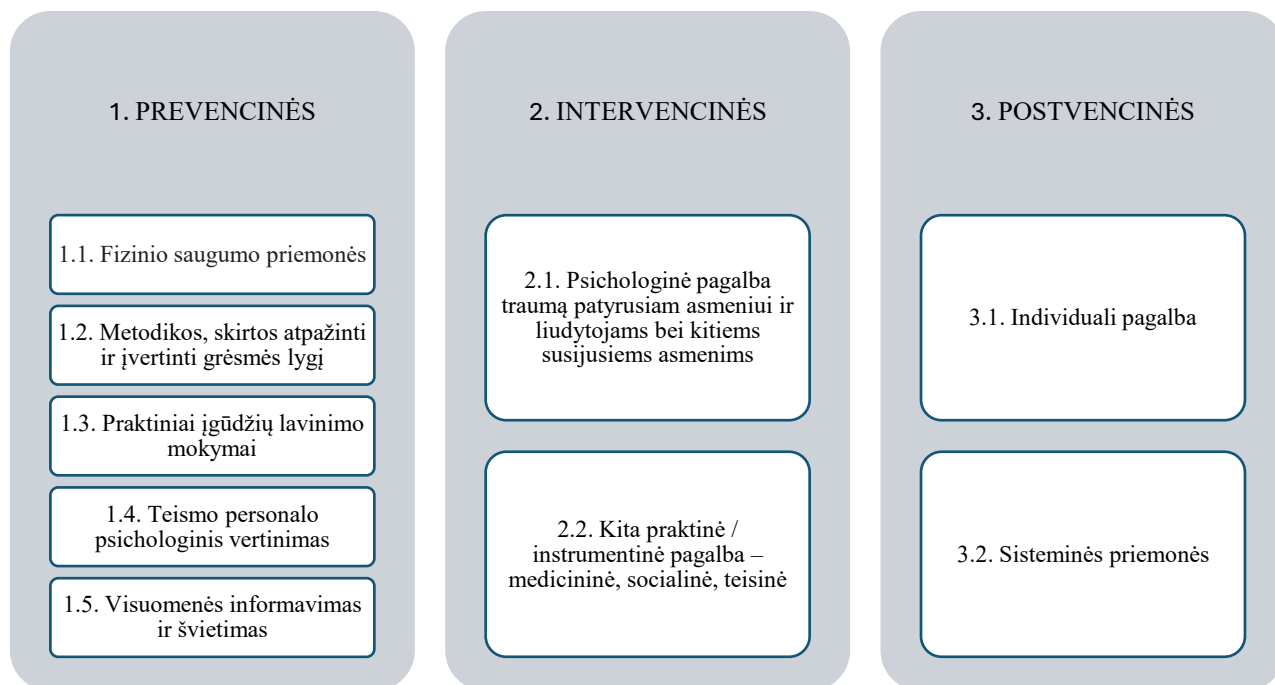 1. PREVENCINĖS
1.1. Fizinio saugumo priemonės
1.2. Metodikos, skirtos atpažinti
ir įvertinti grėsmės lygį
1.3. Praktiniai įgūdžių lavinimo
mokymai
1.4. Teismo personalo
psichologinis vertinimas
1.5. Visuomenės informavimas
ir švietimas
2. INTERVENCINĖS
2.1. Psichologinė pagalba
traumą patyrusiam asmeniui ir
liudytojams bei kitiems
susijusiems asmenims
2.2. Kita praktinė /
instrumentinė pagalba –
medicininė, socialinė, teisinė
3. POSTVENCINĖS
3.1. Individuali pagalba
3.2. Sisteminės priemonės